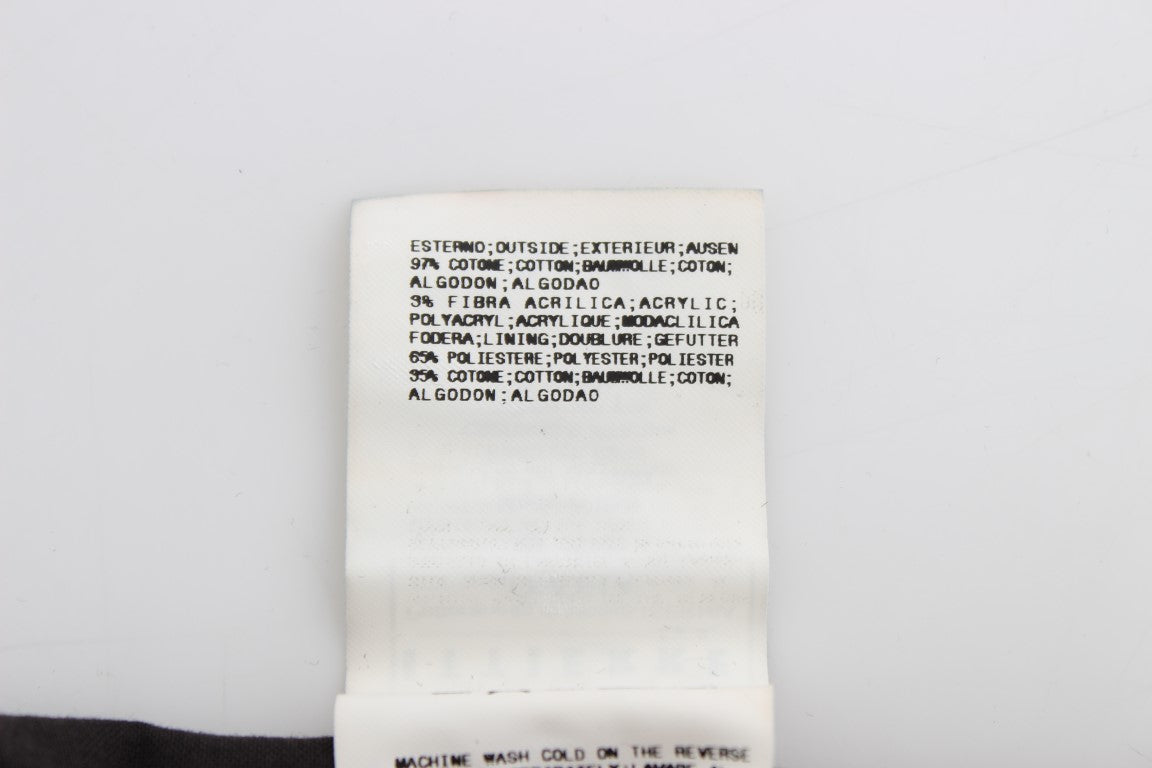 ESTERNO;OUTSIDE;EXTERIEUR;AUSEN
97% COTONE;COTTON;BAUMWOLLE;COTON;
ALGODON;ALGODAO
3% FIBRA ACRILICA;ACRYLIC;
POLYACRYL;ACRYLIQUE;MODACLILICA
FODERA;LINING;DOUBLURE;GEFUTTER
65% POLIESTERE;POLYESTER;POLIESTER
35% COTONE;COTTON;BAUMWOLLE;COTON;
ALGODON;ALGODAO
MACHINE WASH COLD ON THE REVERSE